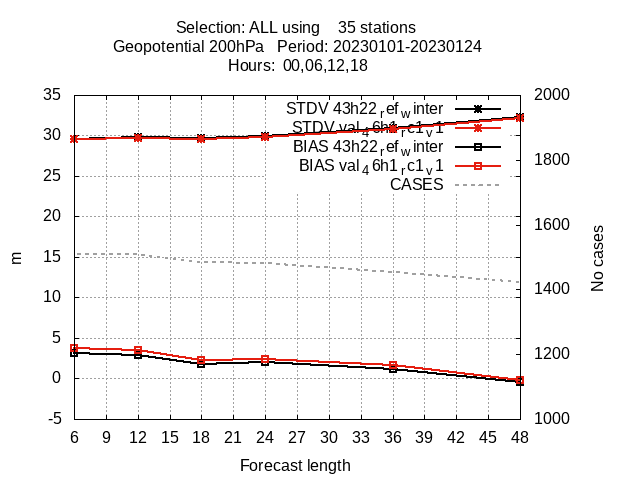 Selection: ALL using    35 stations
Geopotential 200hPa   Period: 20230101-20230124
Hours:  00,06,12,18
STDV 43h22_ref_winter
STDV val_46h1_rc1_v1
BIAS 43h22_ref_winter
BIAS val_46h1_rc1_v1
CASES
35
30
25
20
15
10
5
0
-5
m
2000
1800
1600
1400
1200
1000
No cases
6 9 12 15 18 21 24 27 30 33 36 39 42 45 48
Forecast length